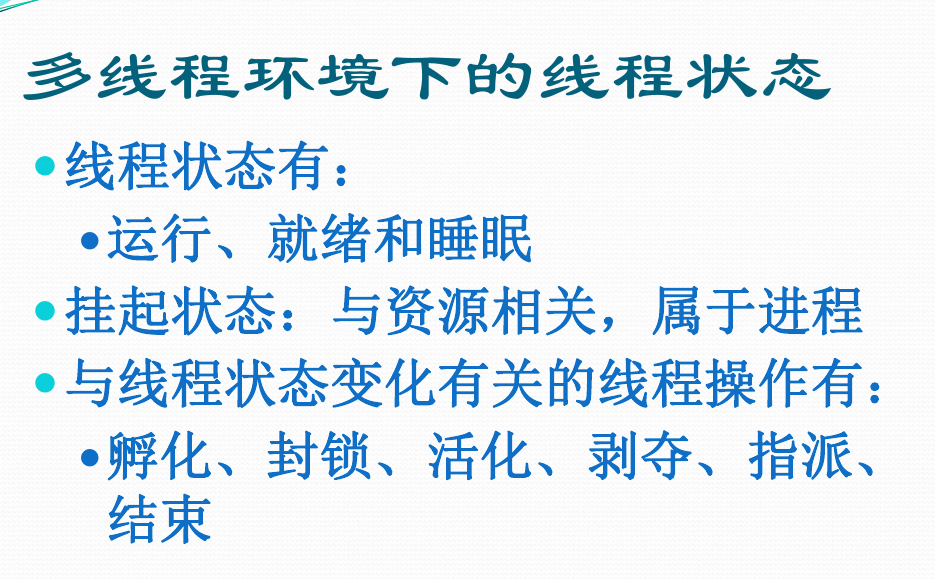 多线程环境下的线程状态
•线程状态有：
•运行、就绪和睡眠
•挂起状态：与资源相关，属于进程
•与线程状态变化有关的线程操作有：
•孵化、封锁、活化、剥夺、指派、
结束